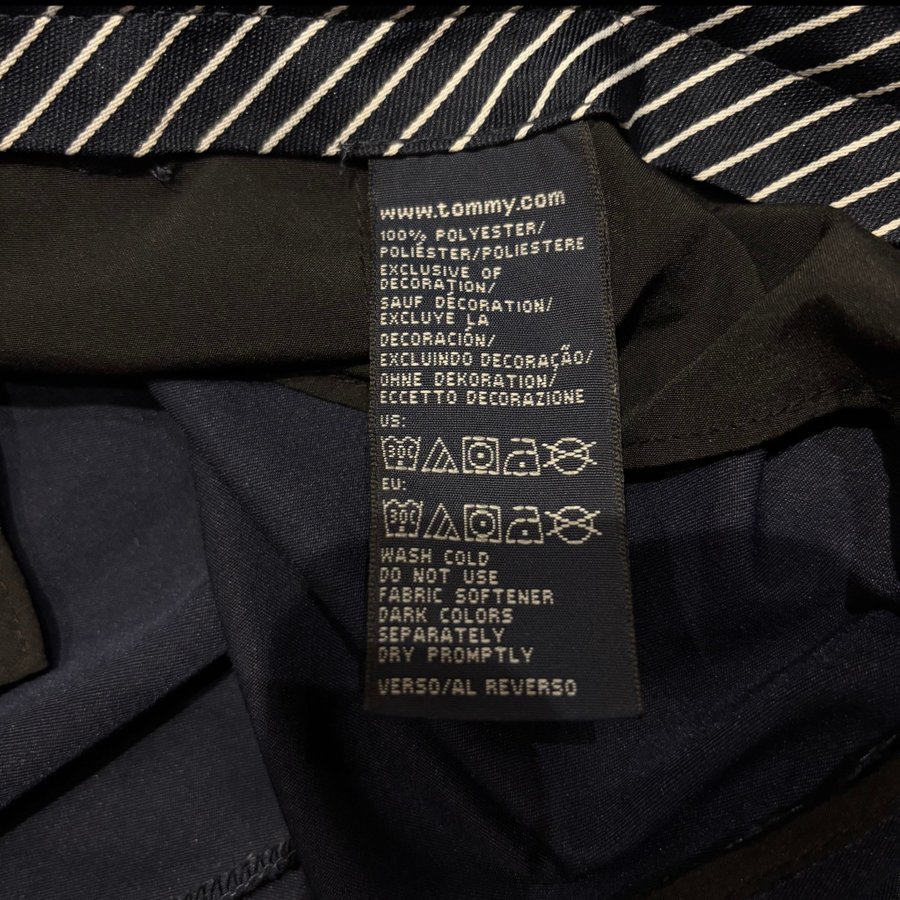 www.tommy.com
100% POLYESTER/
POLIÉSTER/POLIESTERE
EXCLUSIVE OF
DECORATION/
SAUF DÉCORATION/
EXCLUYE LA
DECORACIÓN/
EXCLUINDO DECORAÇÃO/
OHNE DEKORATION/
ECCETTO DECORAZIONE
US:
30C
EU:
30C
WASH COLD
DO NOT USE
FABRIC SOFTENER
DARK COLORS
SEPARATELY
DRY PROMPTLY
VERSO/AL REVERSO